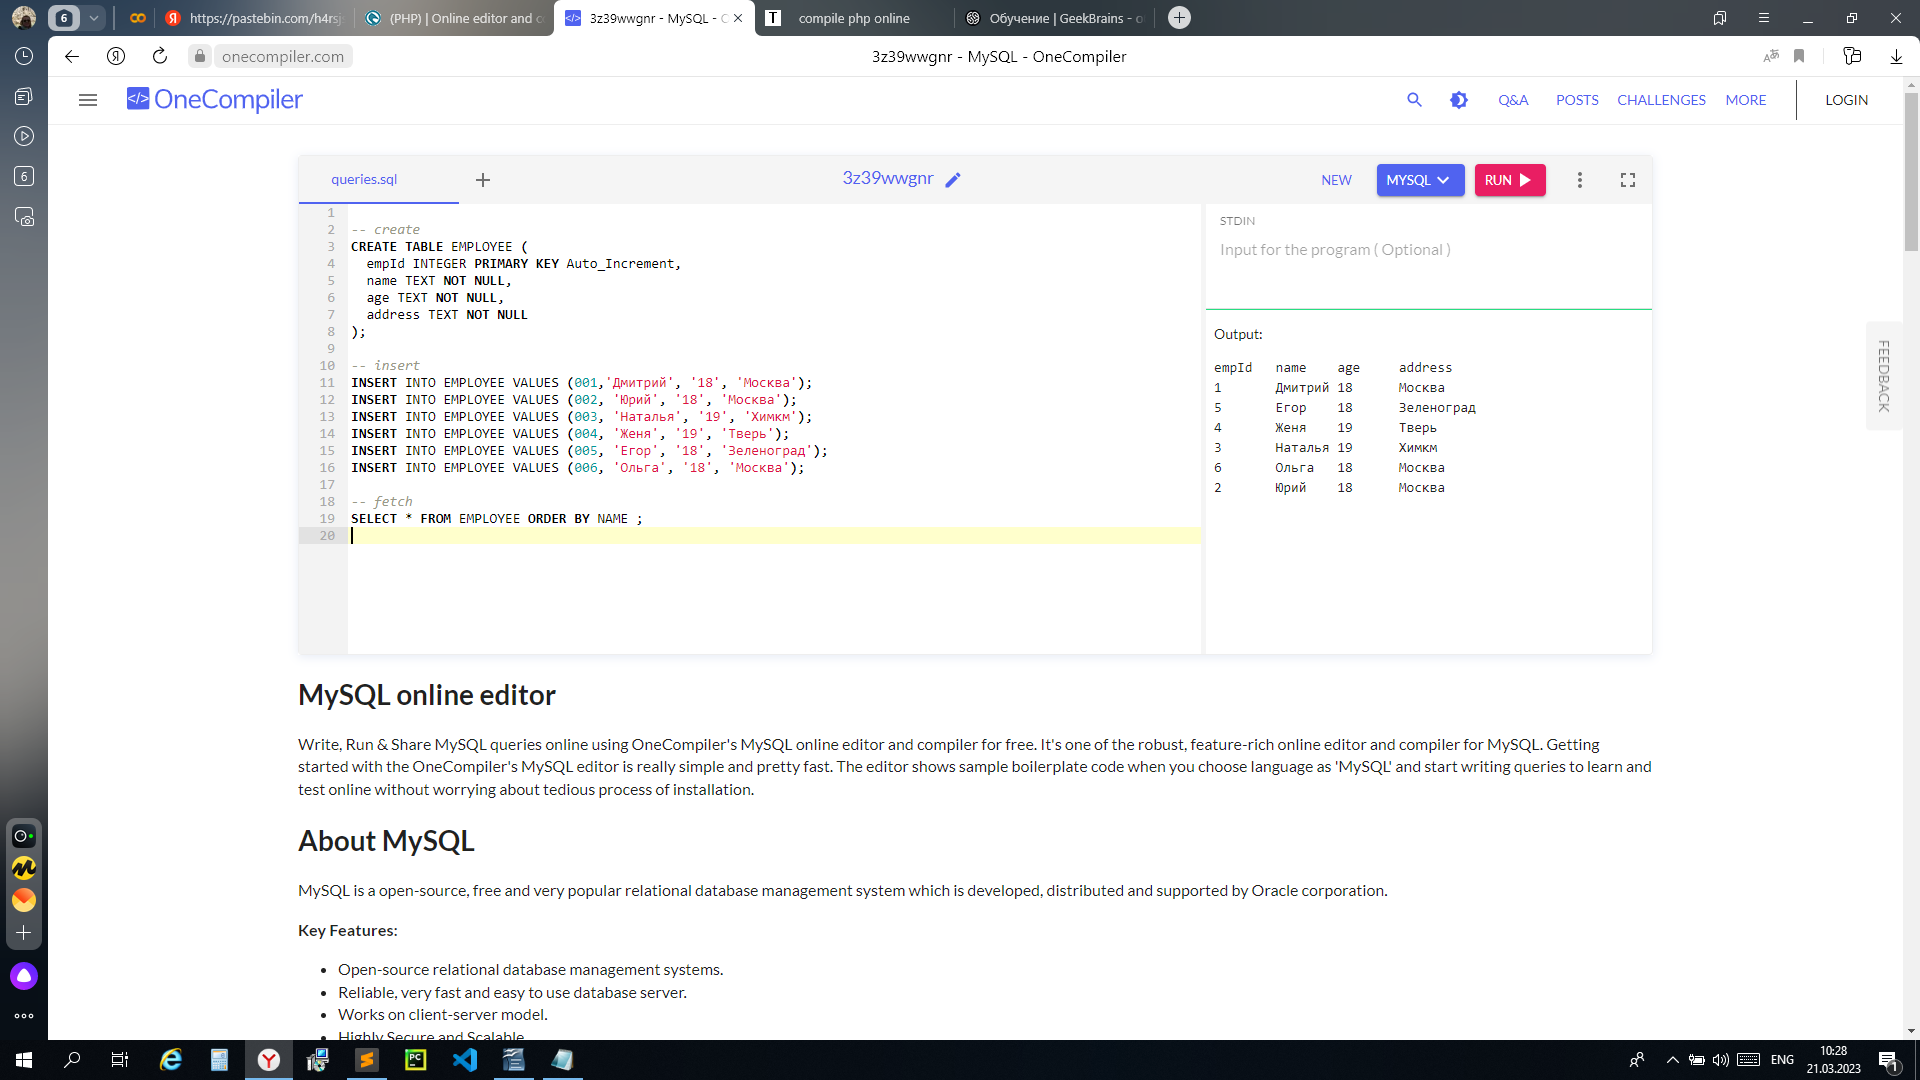 6
https://pastebin.com/h4rsj
(PHP) | Online editor and c
3z39wwgnr - MySQL - O
compile php online
Обучение | GeekBrains - о
onecompiler.com
3z39wwgnr - MySQL - OneCompiler
OneCompiler
Q&A
POSTS
CHALLENGES
MORE
LOGIN
6
queries.sql
3z39wwgnr
NEW
MYSQL
RUN
1
2 -- create
3 CREATE TABLE EMPLOYEE (
4 empId INTEGER PRIMARY KEY Auto_Increment,
5 name TEXT NOT NULL,
6 age TEXT NOT NULL,
7 address TEXT NOT NULL
8 );
9
10 -- insert
11 INSERT INTO EMPLOYEE VALUES (001,'Дмитрий', '18', 'Москва');
12 INSERT INTO EMPLOYEE VALUES (002, 'Юрий', '18', 'Москва');
13 INSERT INTO EMPLOYEE VALUES (003, 'Наталья', '19', 'Химкм');
14 INSERT INTO EMPLOYEE VALUES (004, 'Женя', '19', 'Тверь');
15 INSERT INTO EMPLOYEE VALUES (005, 'Егор', '18', 'Зеленоград');
16 INSERT INTO EMPLOYEE VALUES (006, 'Ольга', '18', 'Москва');
17
18 -- fetch
19 SELECT * FROM EMPLOYEE ORDER BY NAME ;
20
STDIN
Input for the program ( Optional )
Output:
empId name age address
1 Дмитрий 18 Москва
5 Егор 18 Зеленоград
4 Женя 19 Тверь
3 Наталья 19 Химкм
6 Ольга 18 Москва
2 Юрий 18 Москва
FEEDBACK
MySQL online editor
Write, Run & Share MySQL queries online using OneCompiler's MySQL online editor and compiler for free. It's one of the robust, feature-rich online editor and compiler for MySQL. Getting
started with the OneCompiler's MySQL editor is really simple and pretty fast. The editor shows sample boilerplate code when you choose language as 'MySQL' and start writing queries to learn and
test online without worrying about tedious process of installation.
About MySQL
MySQL is a open-source, free and very popular relational database management system which is developed, distributed and supported by Oracle corporation.
Key Features:
• Open-source relational database management systems.
• Reliable, very fast and easy to use database server.
• Works on client-server model.
• Highly Secure and Scalable
ENG
10:28
21.03.2023
1